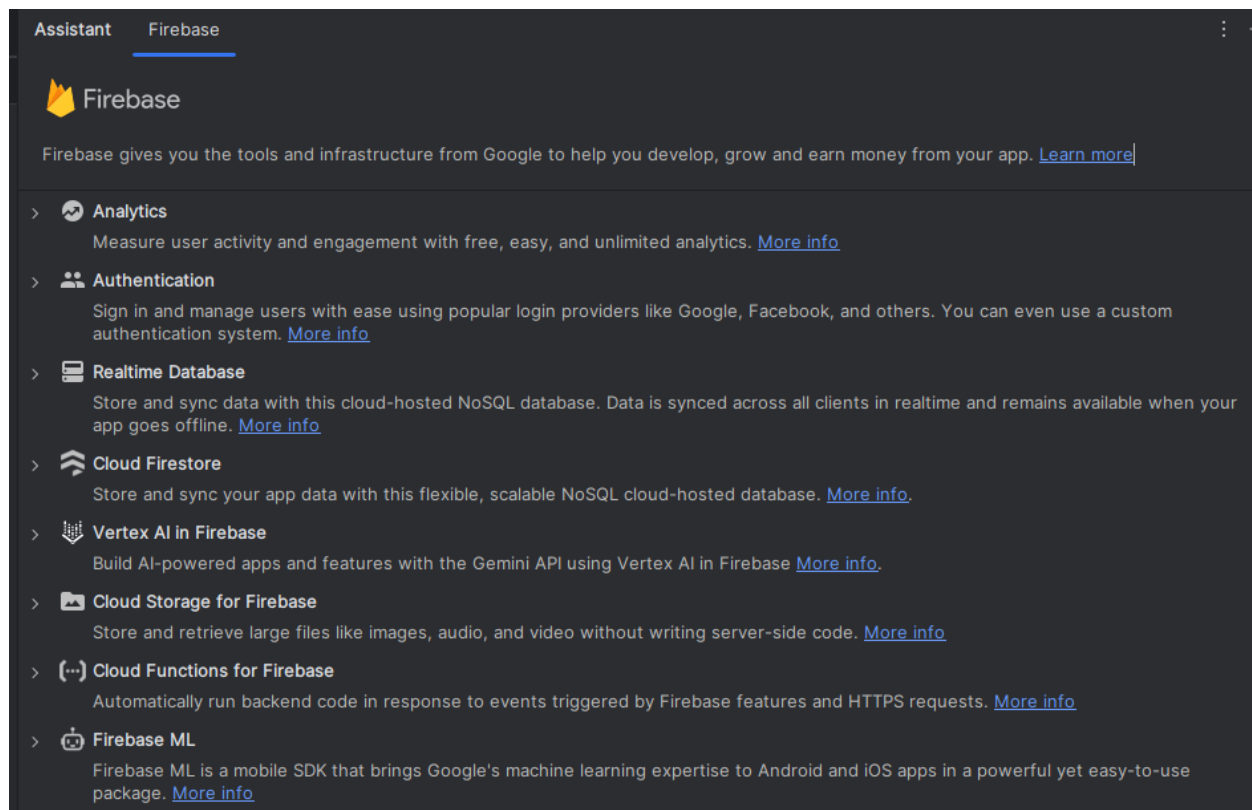 Assistant Firebase
Firebase
Firebase gives you the tools and infrastructure from Google to help you develop, grow and earn money from your app. Learn more
Analytics
Measure user activity and engagement with free, easy, and unlimited analytics. More info
Authentication
Sign in and manage users with ease using popular login providers like Google, Facebook, and others. You can even use a custom
authentication system. More info
Realtime Database
Store and sync data with this cloud-hosted NoSQL database. Data is synced across all clients in realtime and remains available when your
app goes offline. More info
Cloud Firestore
Store and sync your app data with this flexible, scalable NoSQL cloud-hosted database. More info.
Vertex AI in Firebase
Build AI-powered apps and features with the Gemini API using Vertex AI in Firebase More info.
Cloud Storage for Firebase
Store and retrieve large files like images, audio, and video without writing server-side code. More info
Cloud Functions for Firebase
Automatically run backend code in response to events triggered by Firebase features and HTTPS requests. More info
Firebase ML
Firebase ML is a mobile SDK that brings Google's machine learning expertise to Android and iOS apps in a powerful yet easy-to-use
package. More info